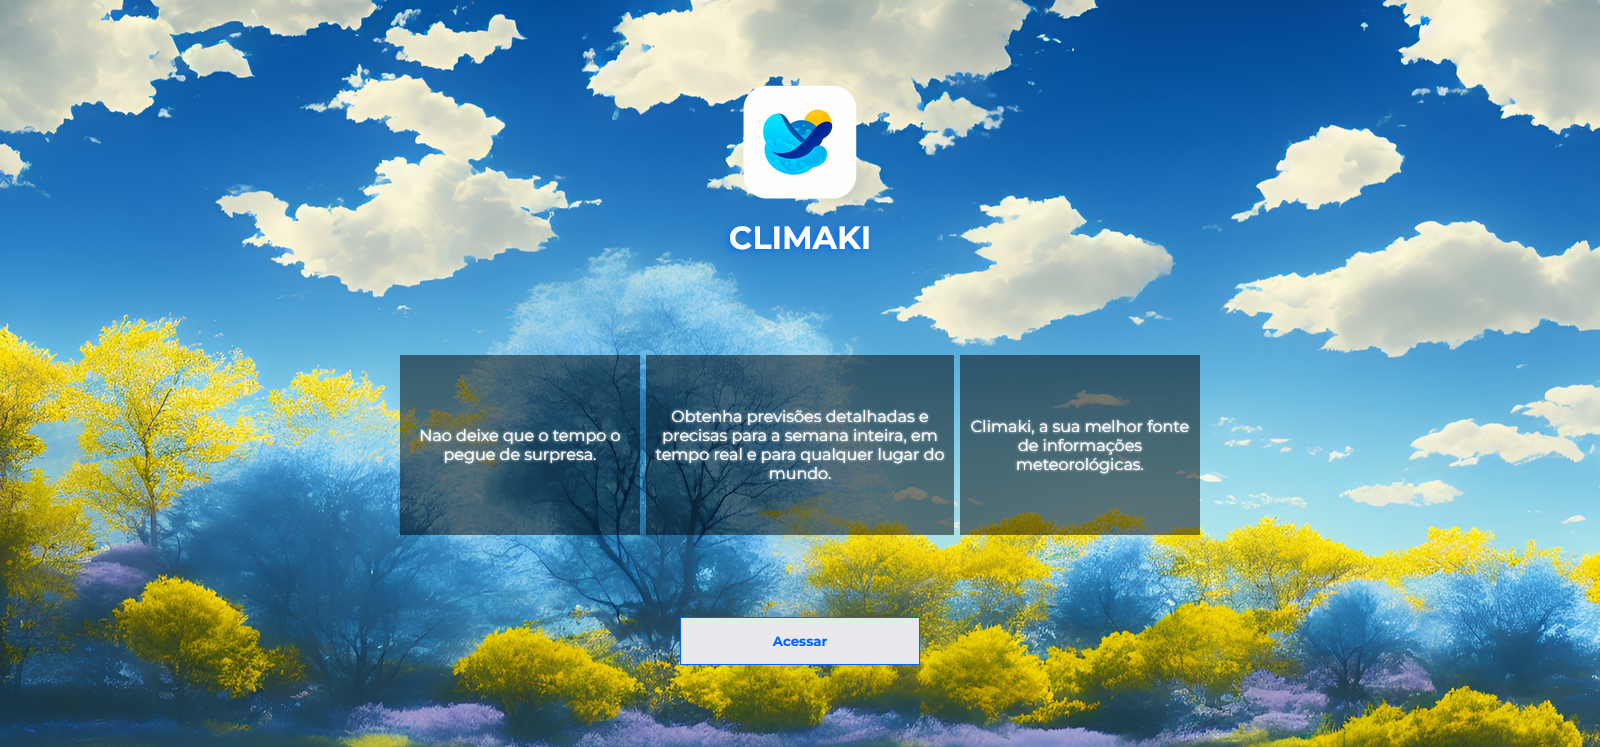 CLIMAKI
Nao deixe que o tempo o
pegue de surpresa.
Obtenha previsões detalhadas e
precisas para a semana inteira, em
tempo real e para qualquer lugar do
mundo.
Climaki, a sua melhor fonte
de informações
meteorológicas.
Acessar